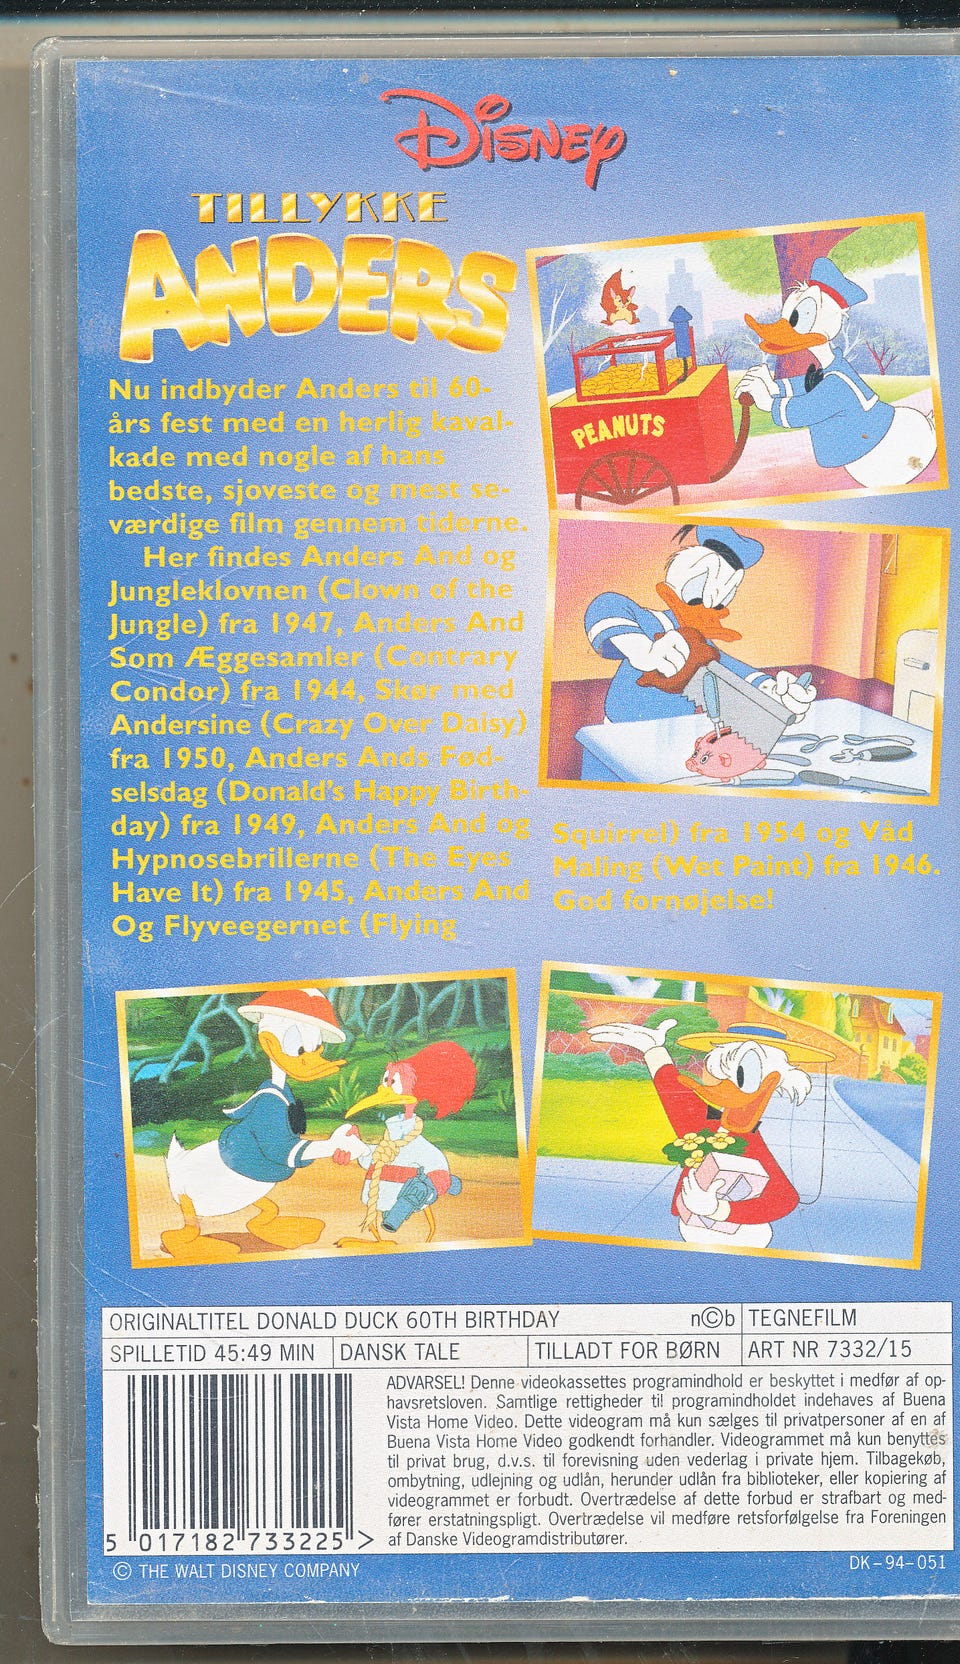 DISNEY
TILLYKKE
ANDERS
PEANUTS
Nu indbyder Anders til 60-
års fest med en herlig kaval-
kade med nogle af hans
bedste, sjoveste og mest se-
værdige film gennem tiderne.
Her findes Anders And og
Jungleklovnen (Clown of the
Jungle) fra 1947, Anders And
Som Æggesamler (Contrary
Condor) fra 1944, Skør med
Andersine (Crazy Over Daisy)
fra 1950, Anders Ands Fød-
selsdag (Donald's Happy Birth-
day) fra 1949, Anders And og
Hypnosebrillerne (The Eyes
Have It) fra 1945, Anders And
Og Flyveegernet (Flying
Squirrel) fra 1954 og Våd
Maling (Wet Paint) fra 1946.
God fornøjelse!
ORIGINALTITEL DONALD DUCK 60TH BIRTHDAY n©b TEGNEFILM
SPILLETID 45:49 MIN DANSK TALE TILLADT FOR BØRN ART NR 7332/15
ADVARSEL! Denne videokassettes programindhold er beskyttet i medfør af op-
havsretsloven. Samtlige rettigheder til programindholdet indehaves af Buena
Vista Home Video. Dette videogram må kun sælges til privatpersoner af en af
Buena Vista Home Video godkendt forhandler. Videogrammet må kun benyttes
til privat brug, d.v.s. til forevisning uden vederlag i private hjem. Tilbagekøb,
ombytning, udlejning og udlån, herunder udlån fra biblioteker, eller kopiering af
videogrammet er forbudt. Overtrædelse af dette forbud er strafbart og med-
fører erstatningspligt. Overtrædelse vil medføre retsforfølgelse fra Foreningen
af Danske Videogramdistributører.
5 017182 733225 >
© THE WALT DISNEY COMPANY
DK-94-051